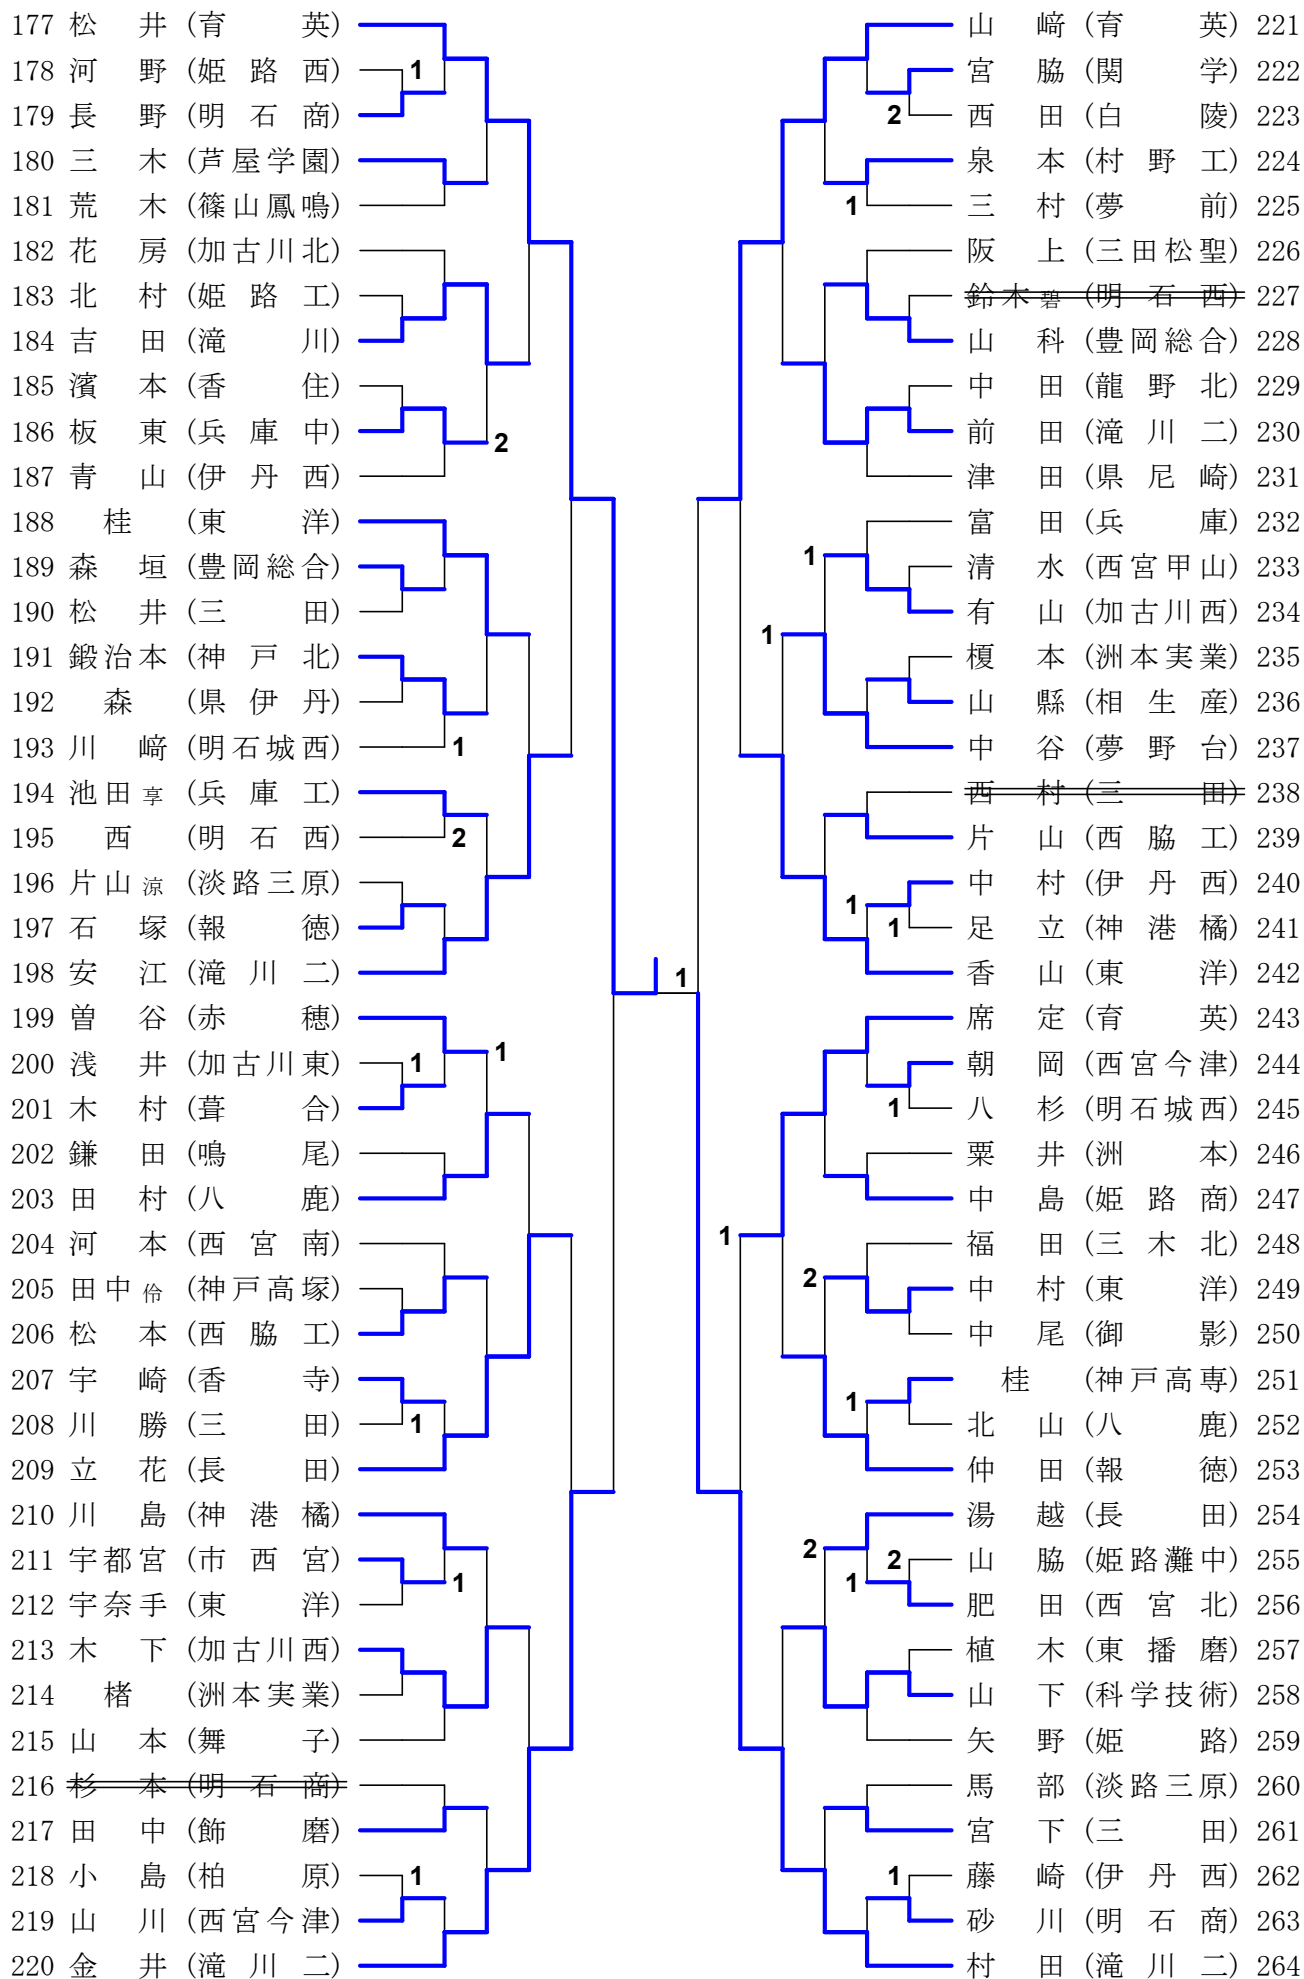 177 松井 (育英)
178 河野 (姫路西) 1
179 長野 (明石商)
180 三木 (芦屋学園)
181 荒木 (篠山鳳鳴)
182 花房 (加古川北)
183 北村 (姫路工)
184 吉田 (滝川)
185 濱本 (香住)
186 板東 (兵庫中) 2
187 青山 (伊丹西)
188 桂 (東洋)
189 森垣 (豊岡総合)
190 松井 (三田)
191 鍛治本 (神戸北)
192 森 (県伊丹)
193 川﨑 (明石城西) 1
194 池田享 (兵庫工)
195 西 (明石西) 2
196 片山涼 (淡路三原)
197 石塚 (報徳)
198 安江 (滝川二)
1
199 曽谷 (赤穂) 1
200 浅井 (加古川東) 1
201 木村 (葺合)
202 鎌田 (鳴尾)
203 田村 (八鹿)
204 河本 (西宮南)
205 田中伶 (神戸高塚)
206 松本 (西脇工)
207 宇崎 (香寺)
208 川勝 (三田) 1
209 立花 (長田)
210 川島 (神港橘)
211 宇都宮 (市西宮) 1
212 宇奈手 (東洋)
213 木下 (加古川西)
214 楮 (洲本実業)
215 山本 (舞子)
216 杉本 (明石商)
217 田中 (飾磨)
218 小島 (柏原) 1
219 山川 (西宮今津)
220 金井 (滝川二)
山﨑 (育英) 221
宮脇 (関学) 222
2 西田 (白陵) 223
泉本 (村野工) 224
1 三村 (夢前) 225
阪上 (三田松聖) 226
鈴木碧 (明石西) 227
山科 (豊岡総合) 228
中田 (龍野北) 229
前田 (滝川二) 230
津田 (県尼崎) 231
富田 (兵庫) 232
1 清水 (西宮甲山) 233
有山 (加古川西) 234
1 榎本 (洲本実業) 235
山縣 (相生産) 236
中谷 (夢野台) 237
西村 (三田) 238
片山 (西脇工) 239
1 中村 (伊丹西) 240
1 足立 (神港橘) 241
香山 (東洋) 242
席定 (育英) 243
朝岡 (西宮今津) 244
1 八杉 (明石城西) 245
粟井 (洲本) 246
中島 (姫路商) 247
1 福田 (三木北) 248
2 中村 (東洋) 249
中尾 (御影) 250
1 桂 (神戸高専) 251
北山 (八鹿) 252
仲田 (報徳) 253
湯越 (長田) 254
2 2 山脇 (姫路灘中) 255
1 肥田 (西宮北) 256
植木 (東播磨) 257
山下 (科学技術) 258
矢野 (姫路) 259
馬部 (淡路三原) 260
宮下 (三田) 261
1 藤崎 (伊丹西) 262
砂川 (明石商) 263
村田 (滝川二) 264